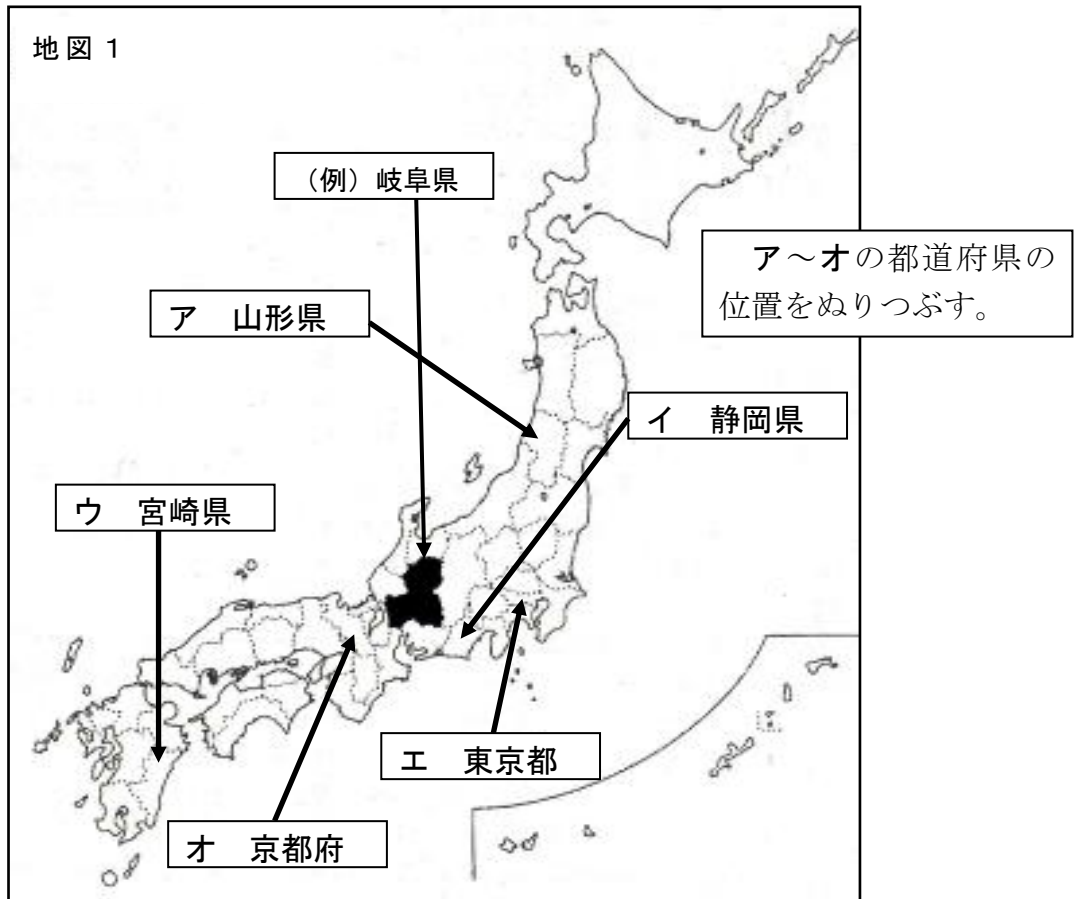 地図１
（例）岐阜県
ア～オの都道府県の
位置をぬりつぶす。
ア　山形県
イ　静岡県
ウ　宮崎県
エ　東京都
オ　京都府